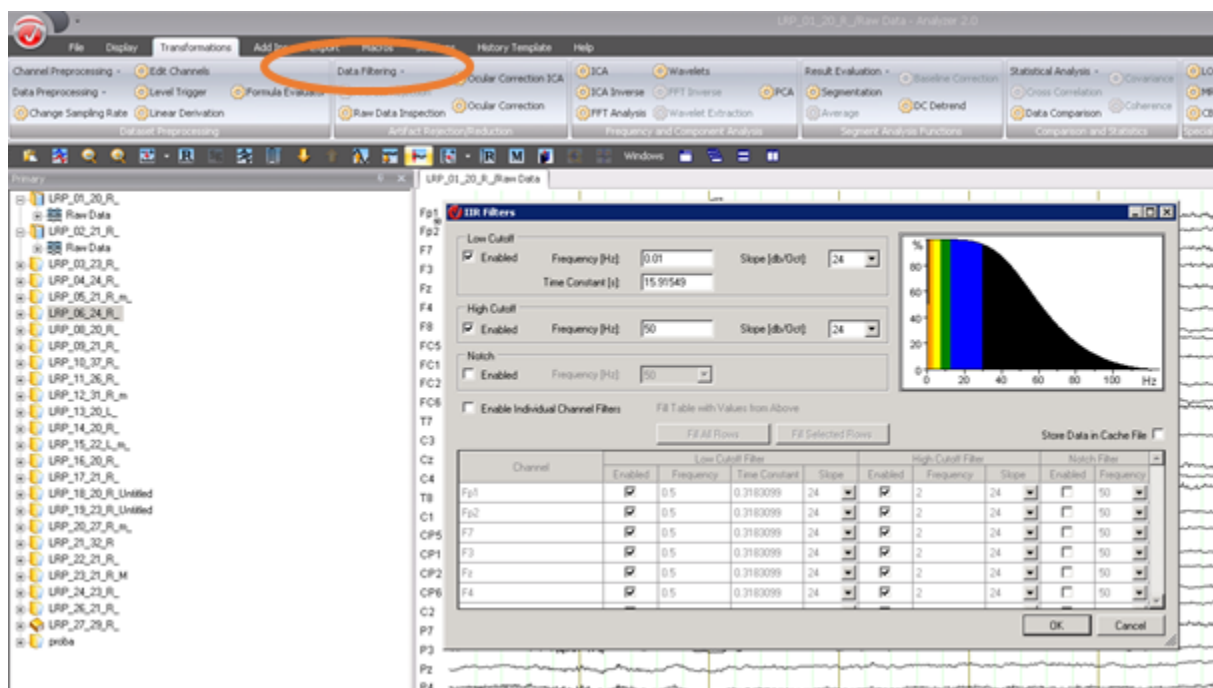 LRP_01_20_R_/Raw Data - Analyzer 2.0
File Display Transformations Export Macros History Template Help
Channel Preprocessing - Edit Channels Data Filtering - Ocular Correction ICA ICA Wavelets Result Evaluation - Baseline Correction Statistical Analysis - Covariance
Data Preprocessing - Level Trigger Formula Evaluator ICA Inverse FFT Inverse PCA Segmentation Cross Correlation
Change Sampling Rate Linear Derivation Raw Data Inspection Ocular Correction FFT Analysis Wavelet Extraction Average DC Detrend Data Comparison Coherence
Dataset Preprocessing Artifact Rejection/Reduction Frequency and Component Analysis Segment Analysis Functions Comparison and Statistics
Windows
Primary
LRP_01_20_R_/Raw Data
LRP_01_20_R_
Raw Data
LRP_02_21_R_
Raw Data
LRP_03_23_R_
LRP_04_24_R_
LRP_05_21_R_m_
LRP_06_24_R_
LRP_08_20_R_
LRP_09_21_R_
LRP_10_37_R_
LRP_11_26_R_
LRP_12_31_R_m
LRP_13_20_L_
LRP_14_20_R_
LRP_15_22_L_m_
LRP_16_20_R_
LRP_17_21_R_
LRP_18_20_R_Untitled
LRP_19_23_R_Untitled
LRP_20_27_R_m_
LRP_21_32_R
LRP_22_21_R_
LRP_23_21_R_M
LRP_24_23_R_
LRP_26_21_R_
LRP_27_29_R_
proba
Fp1
Fp2
F7
F3
Fz
F4
F8
FC5
FC1
FC2
FC6
T7
C3
Cz
C4
T8
C1
CP5
CP1
CP2
CP6
C2
P7
P3
Pz
IIR Filters
Low Cutoff
Enabled Frequency [Hz]: 0.01 Slope [db/Oct]: 24
Time Constant [s]: 15.91549
High Cutoff
Enabled Frequency [Hz]: 50 Slope [db/Oct]: 24
Notch
Enabled Frequency [Hz]: 50
%
80
60
40
20
0
0 20 40 60 80 100 Hz
Enable Individual Channel Filters Fill Table with Values from Above
Fill All Rows Fill Selected Rows Store Data in Cache File
Channel Low Cutoff Filter High Cutoff Filter Notch Filter
Enabled Frequency Time Constant Slope Enabled Frequency Slope Enabled Frequency
Fp1 0.5 0.3183099 24 2 24 50
Fp2 0.5 0.3183099 24 2 24 50
F7 0.5 0.3183099 24 2 24 50
F3 0.5 0.3183099 24 2 24 50
Fz 0.5 0.3183099 24 2 24 50
F4 0.5 0.3183099 24 2 24 50
OK Cancel